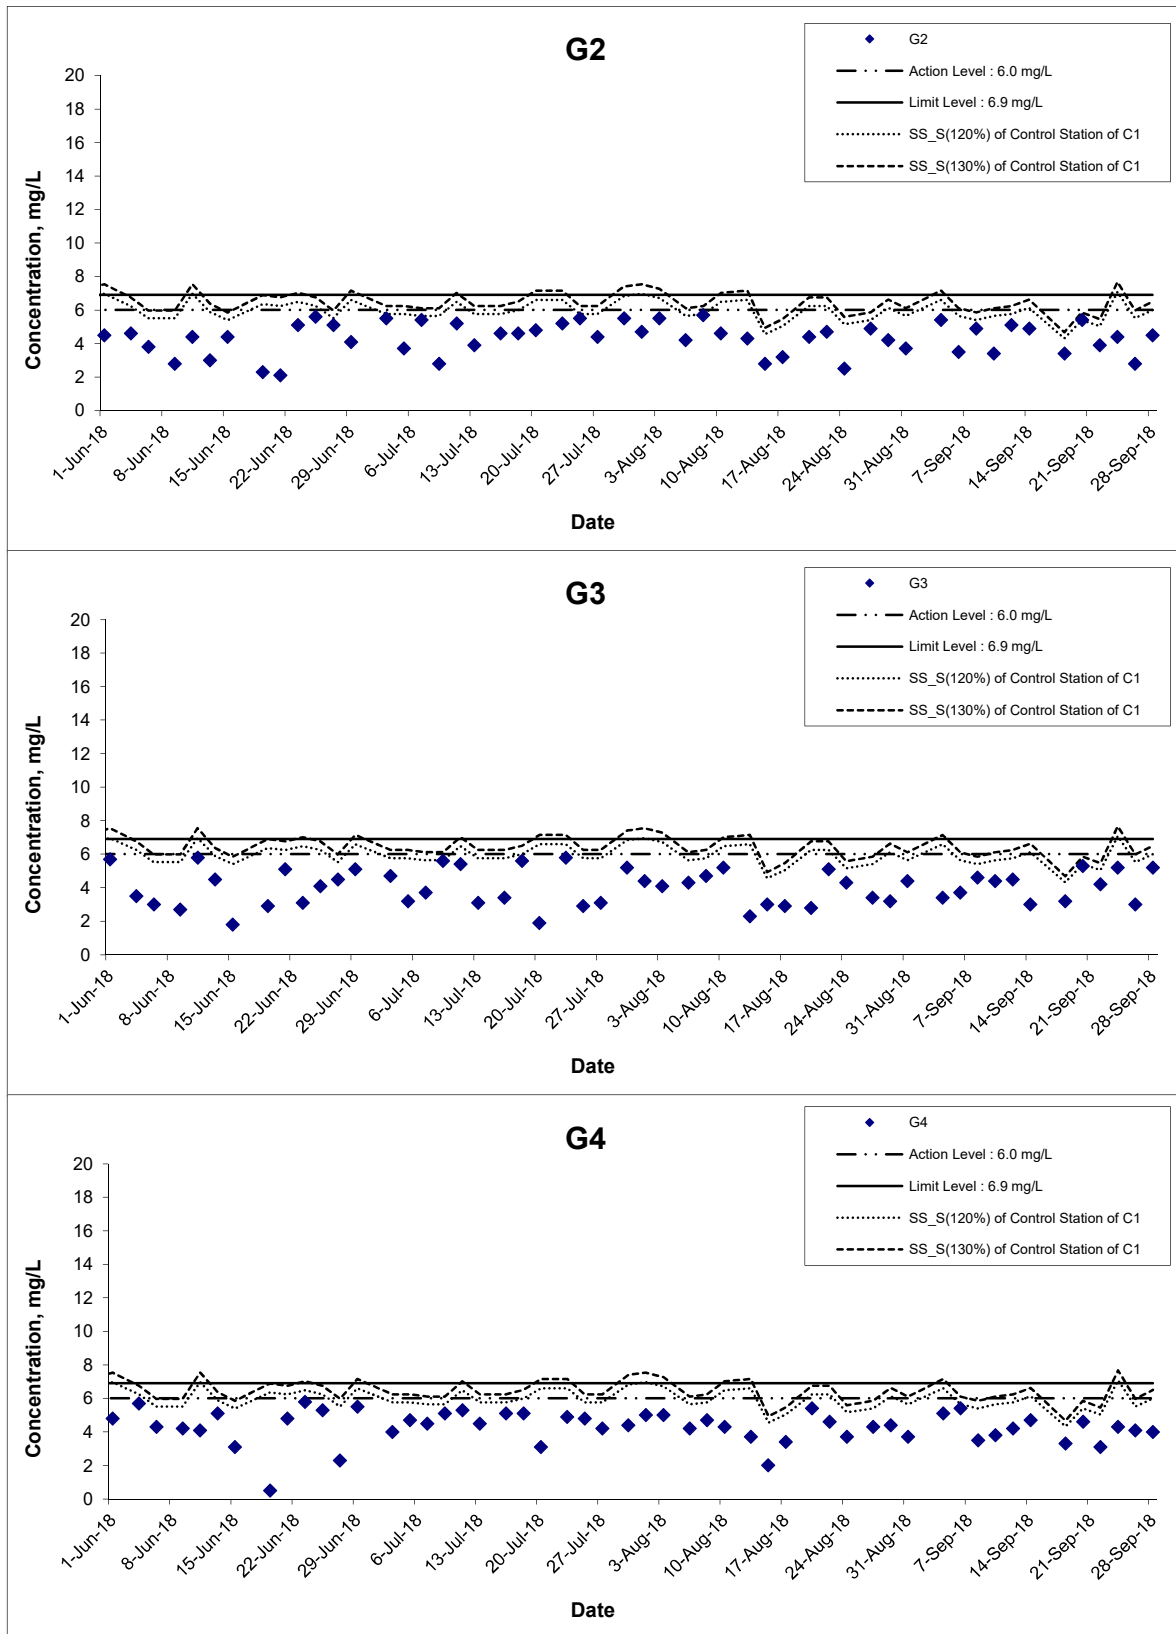 G2
G2
Action Level : 6.0 mg/L
Limit Level : 6.9 mg/L
SS_S(120%) of Control Station of C1
SS_S(130%) of Control Station of C1
Concentration, mg/L
20
18
16
14
12
10
8
6
4
2
0
1-Jun-18
8-Jun-18
15-Jun-18
22-Jun-18
29-Jun-18
6-Jul-18
13-Jul-18
20-Jul-18
27-Jul-18
3-Aug-18
10-Aug-18
17-Aug-18
24-Aug-18
31-Aug-18
7-Sep-18
14-Sep-18
21-Sep-18
28-Sep-18
Date
G3
G3
Action Level : 6.0 mg/L
Limit Level : 6.9 mg/L
SS_S(120%) of Control Station of C1
SS_S(130%) of Control Station of C1
Concentration, mg/L
20
18
16
14
12
10
8
6
4
2
0
1-Jun-18
8-Jun-18
15-Jun-18
22-Jun-18
29-Jun-18
6-Jul-18
13-Jul-18
20-Jul-18
27-Jul-18
3-Aug-18
10-Aug-18
17-Aug-18
24-Aug-18
31-Aug-18
7-Sep-18
14-Sep-18
21-Sep-18
28-Sep-18
Date
G4
G4
Action Level : 6.0 mg/L
Limit Level : 6.9 mg/L
SS_S(120%) of Control Station of C1
SS_S(130%) of Control Station of C1
Concentration, mg/L
20
18
16
14
12
10
8
6
4
2
0
1-Jun-18
8-Jun-18
15-Jun-18
22-Jun-18
29-Jun-18
6-Jul-18
13-Jul-18
20-Jul-18
27-Jul-18
3-Aug-18
10-Aug-18
17-Aug-18
24-Aug-18
31-Aug-18
7-Sep-18
14-Sep-18
21-Sep-18
28-Sep-18
Date